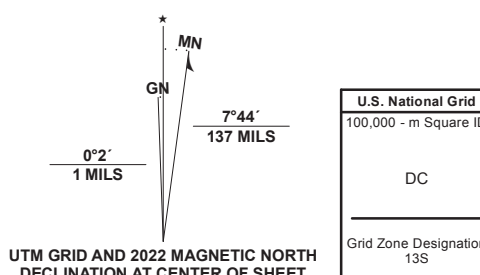 ★
MN
GN
7°44´
137 MILS
0°2´
1 MILS
UTM GRID AND 2022 MAGNETIC NORTH
DECLINATION AT CENTER OF SHEET
U.S. National Grid
100,000 - m Square ID
DC
Grid Zone Designation
13S